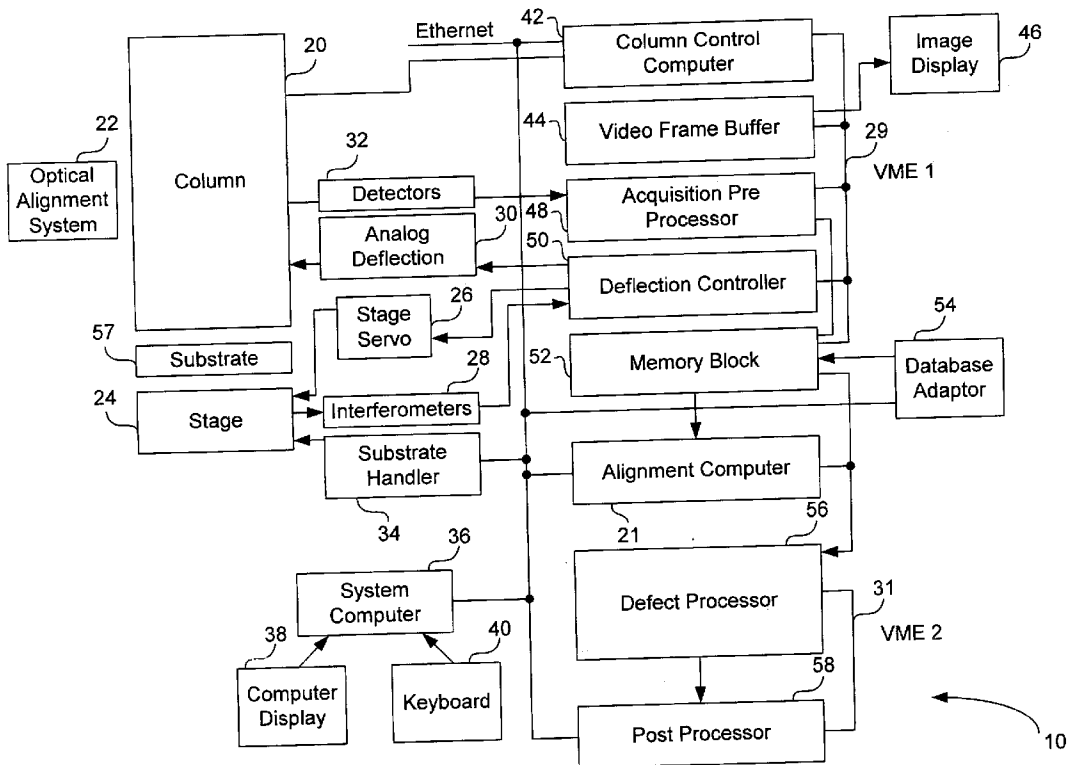 42
Ethernet
20
Column Control
Computer
Image
Display
46
22
44
Video Frame Buffer
29
VME 1
32
Optical
Alignment
System
Column
Detectors
Acquisition Pre
Processor
48
30
50
Analog
Deflection
Deflection Controller
26
54
57
Stage
Servo
Substrate
52
Memory Block
28
Database
Adaptor
24
Stage
Interferometers
Substrate
Handler
Alignment Computer
34
21
56
36
System
Computer
Defect Processor
31
VME 2
38
40
Computer
Display
Keyboard
58
Post Processor
10